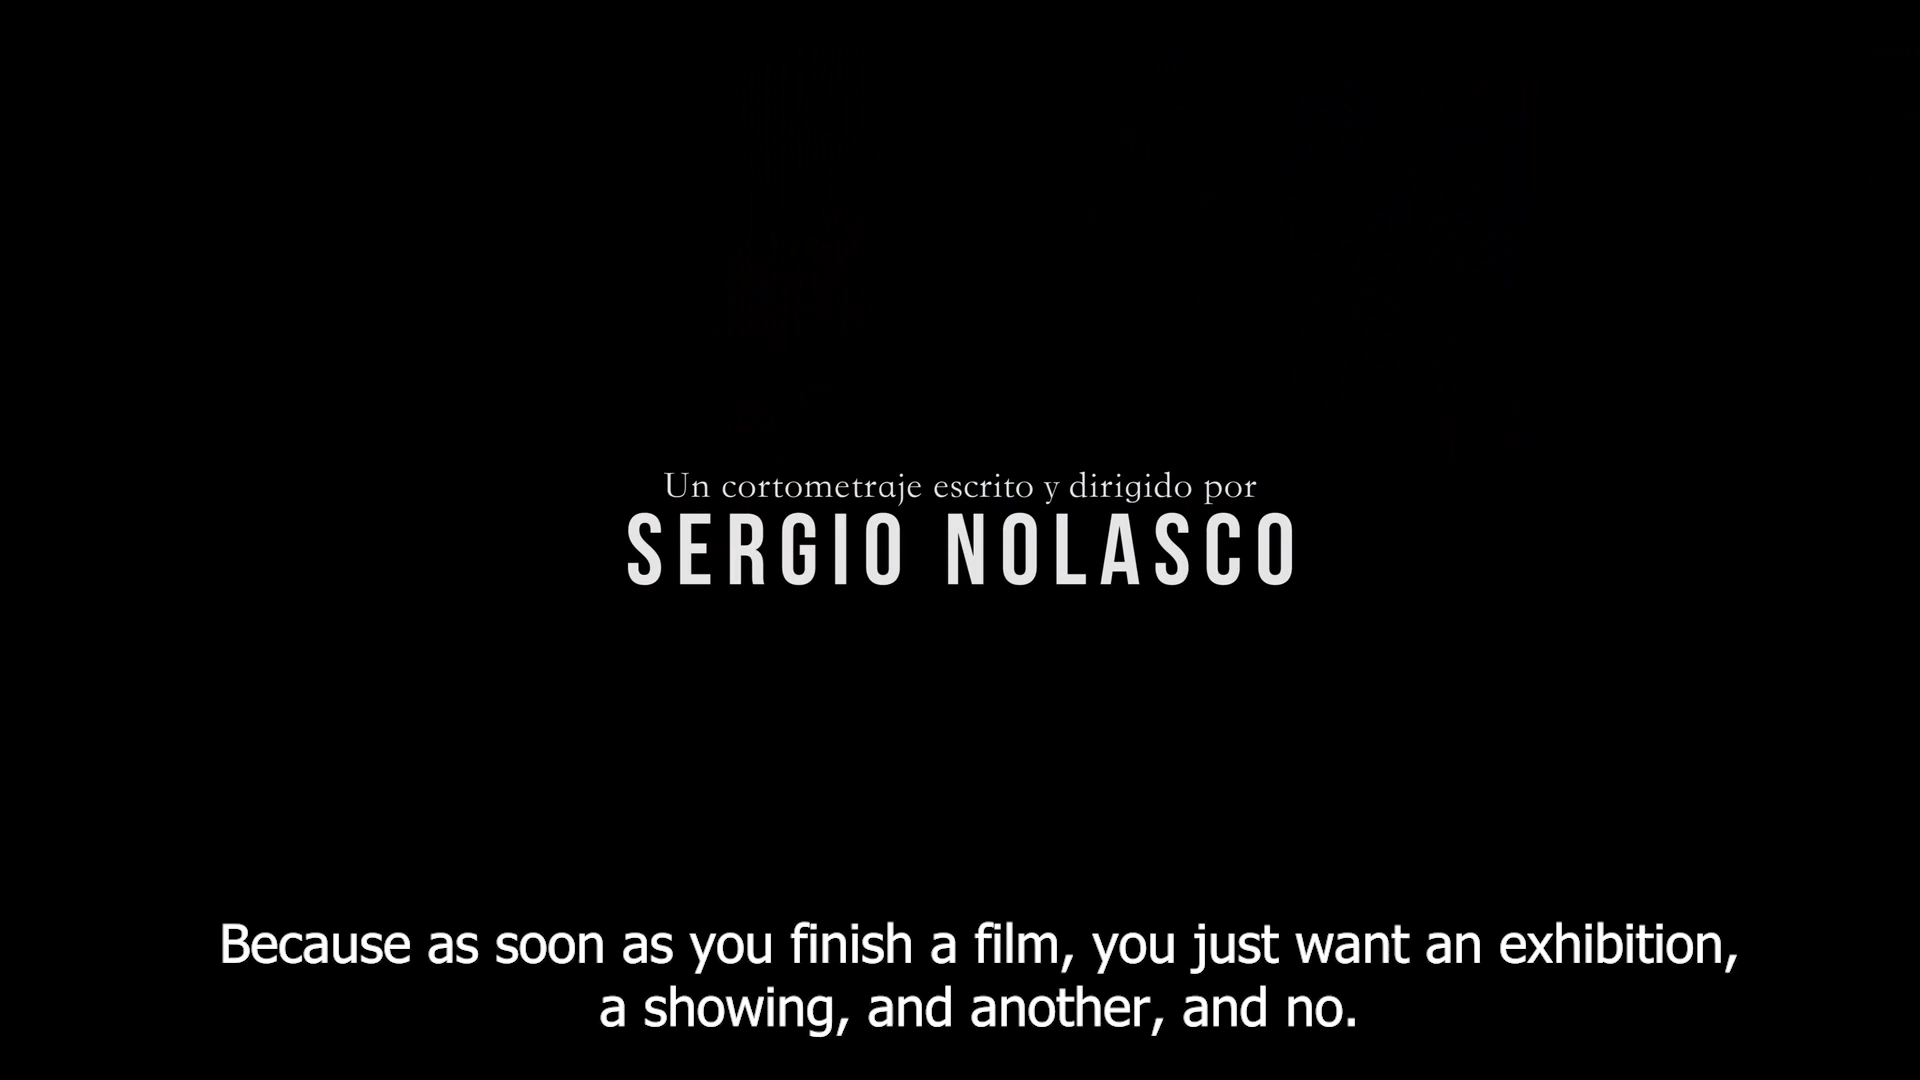 Un cortometraje escrito y dirigido por
SERGIO NOLASCO
Because as soon as you finish a film, you just want an exhibition,
a showing, and another, and no.